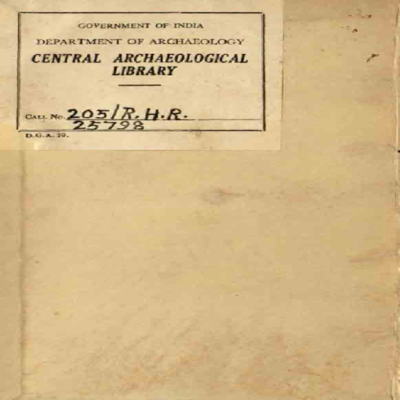 GOVERNMENT OF INDIA
DEPARTMENT OF ARCHAEOLOGY
CENTRAL ARCHAEOLOGICAL
LIBRARY
CALL No. 205/R.H.R.
25798
D.G.A. 79.